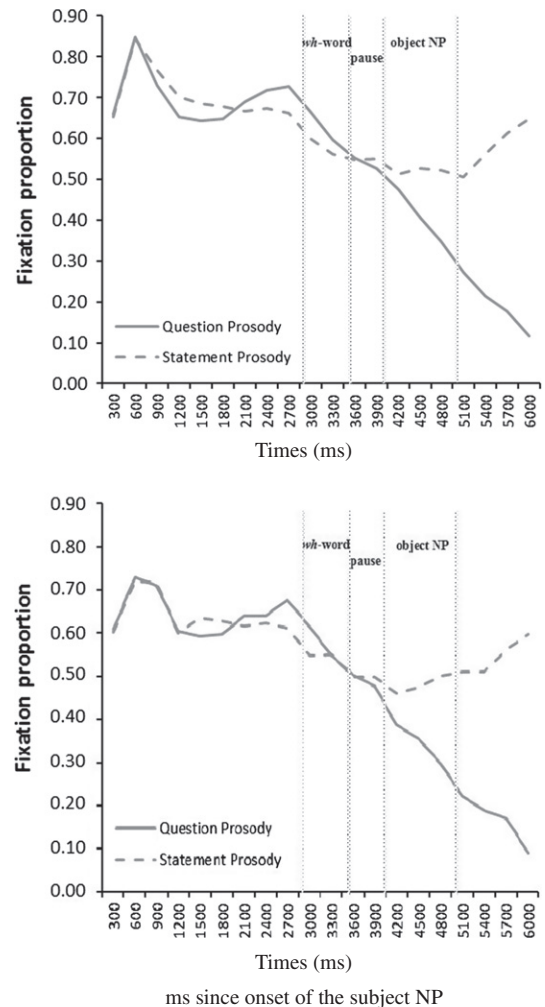 0.90
0.80
0.70
0.60
0.50
0.40
0.30
0.20
0.10
0.00
Fixation proportion
wh-word
pause
object NP
Question Prosody
Statement Prosody
300 600 900 1200 1500 1800 2100 2400 2700 3000 3300 3600 3900 4200 4500 4800 5100 5400 5700 6000
Times (ms)
0.90
0.80
0.70
0.60
0.50
0.40
0.30
0.20
0.10
0.00
Fixation proportion
wh-word
pause
object NP
Question Prosody
Statement Prosody
300 600 900 1200 1500 1800 2100 2400 2700 3000 3300 3600 3900 4200 4500 4800 5100 5400 5700 6000
Times (ms)
ms since onset of the subject NP